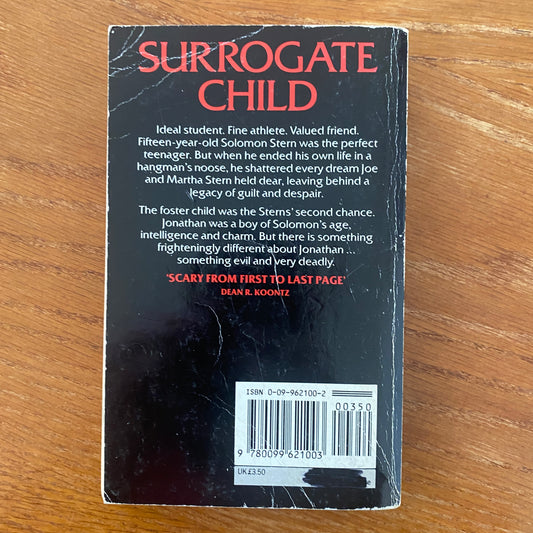 SURROGATE
CHILD
Ideal student. Fine athlete. Valued friend.
Fifteen-year-old Solomon Stern was the perfect
teenager. But when he ended his own life in a
hangman's noose, he shattered every dream Joe
and Martha Stern held dear, leaving behind a
legacy of guilt and despair.
The foster child was the Sterns' second chance.
Jonathan was a boy of Solomon's age,
intelligence and charm. But there is something
frighteningly different about Jonathan ...
something evil and very deadly.
'SCARY FROM FIRST TO LAST PAGE'
DEAN R. KOONTZ
ISBN 0-09-962100-2
00350
9 780099 621003
UK £3.50